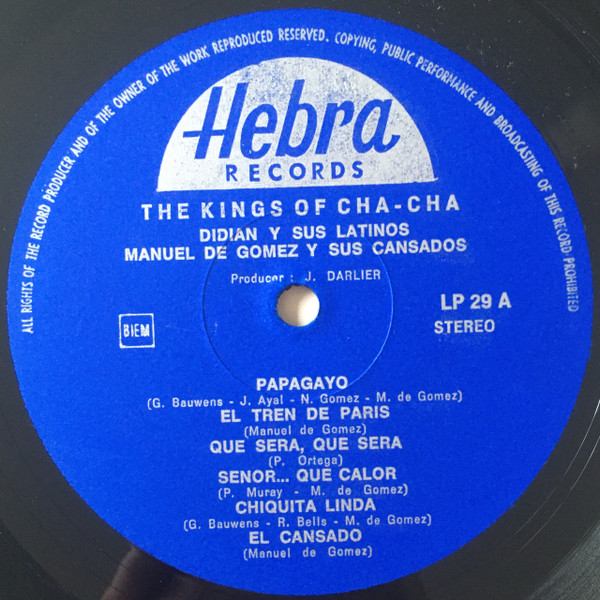 ALL RIGHTS OF THE RECORD PRODUCER AND OF THE OWNER OF THE WORK REPRODUCED RESERVED. COPYING, PUBLIC PERFORMANCE AND BROADCASTING OF THIS RECORD PROHIBITED
Hebra
RECORDS
THE KINGS OF CHA-CHA
DIDIAN Y SUS LATINOS
MANUEL DE GOMEZ Y SUS CANSADOS
Producer : J. DARLIER
LP 29 A
BIEM
STEREO
PAPAGAYO
(G. Bauwens - J. Ayal - N. Gomez - M. de Gomez)
EL TREN DE PARIS
(Manuel de Gomez)
QUE SERA, QUE SERA
(P. Ortega)
SENOR... QUE CALOR
(P. Muray - M. de Gomez)
CHIQUITA LINDA
(G. Bauwens - R. Bells - M. de Gomez)
EL CANSADO
(Manuel de Gomez)